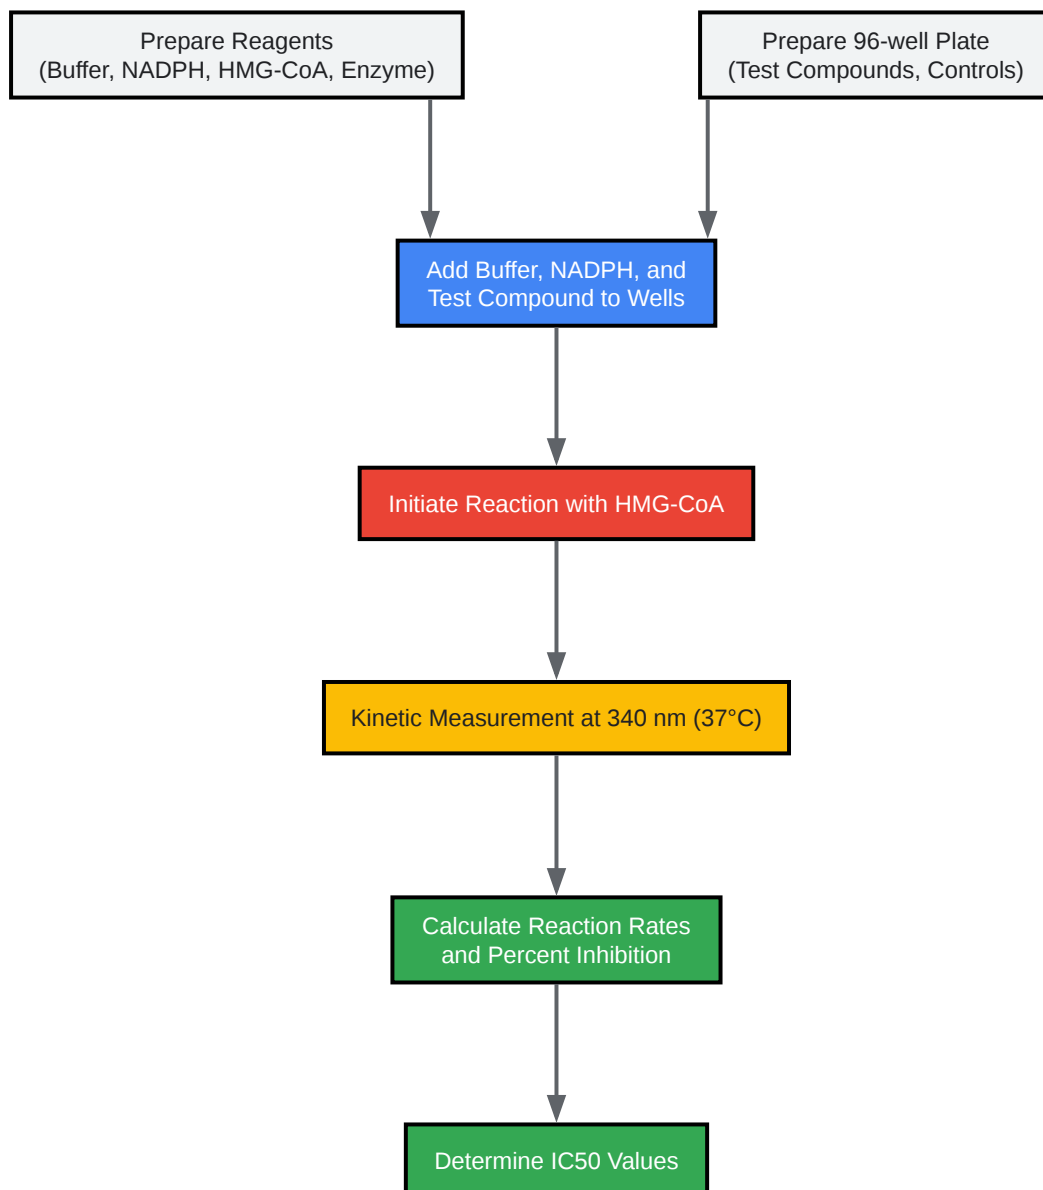 Prepare Reagents
(Buffer, NADPH, HMG-CoA, Enzyme)
Prepare 96-well Plate
(Test Compounds, Controls)
Add Buffer, NADPH, and
Test Compound to Wells
Initiate Reaction with HMG-CoA
Kinetic Measurement at 340 nm (37°C)
Calculate Reaction Rates
and Percent Inhibition
Determine IC50 Values